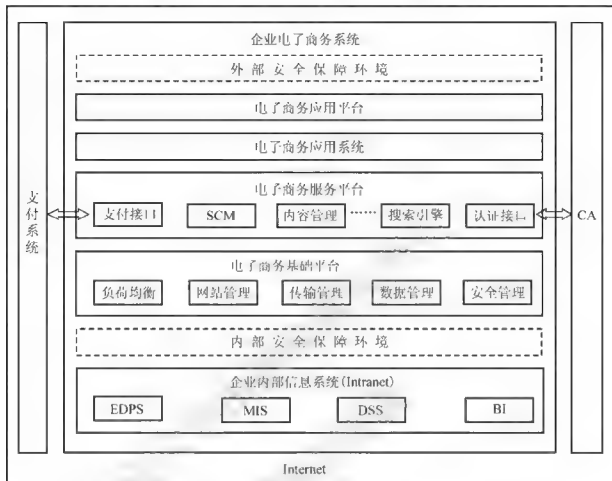 企业电子商务系统
外部安全保障环境
电子商务应用平台
电子商务应用系统
电子商务服务平台
支付接口 SCM 内容管理 …… 搜索引擎 认证接口
支付系统
CA
电子商务基础平台
负荷均衡 网站管理 传输管理 数据管理 安全管理
内部安全保障环境
企业内部信息系统(Intranet)
EDPS MIS DSS BI
Internet